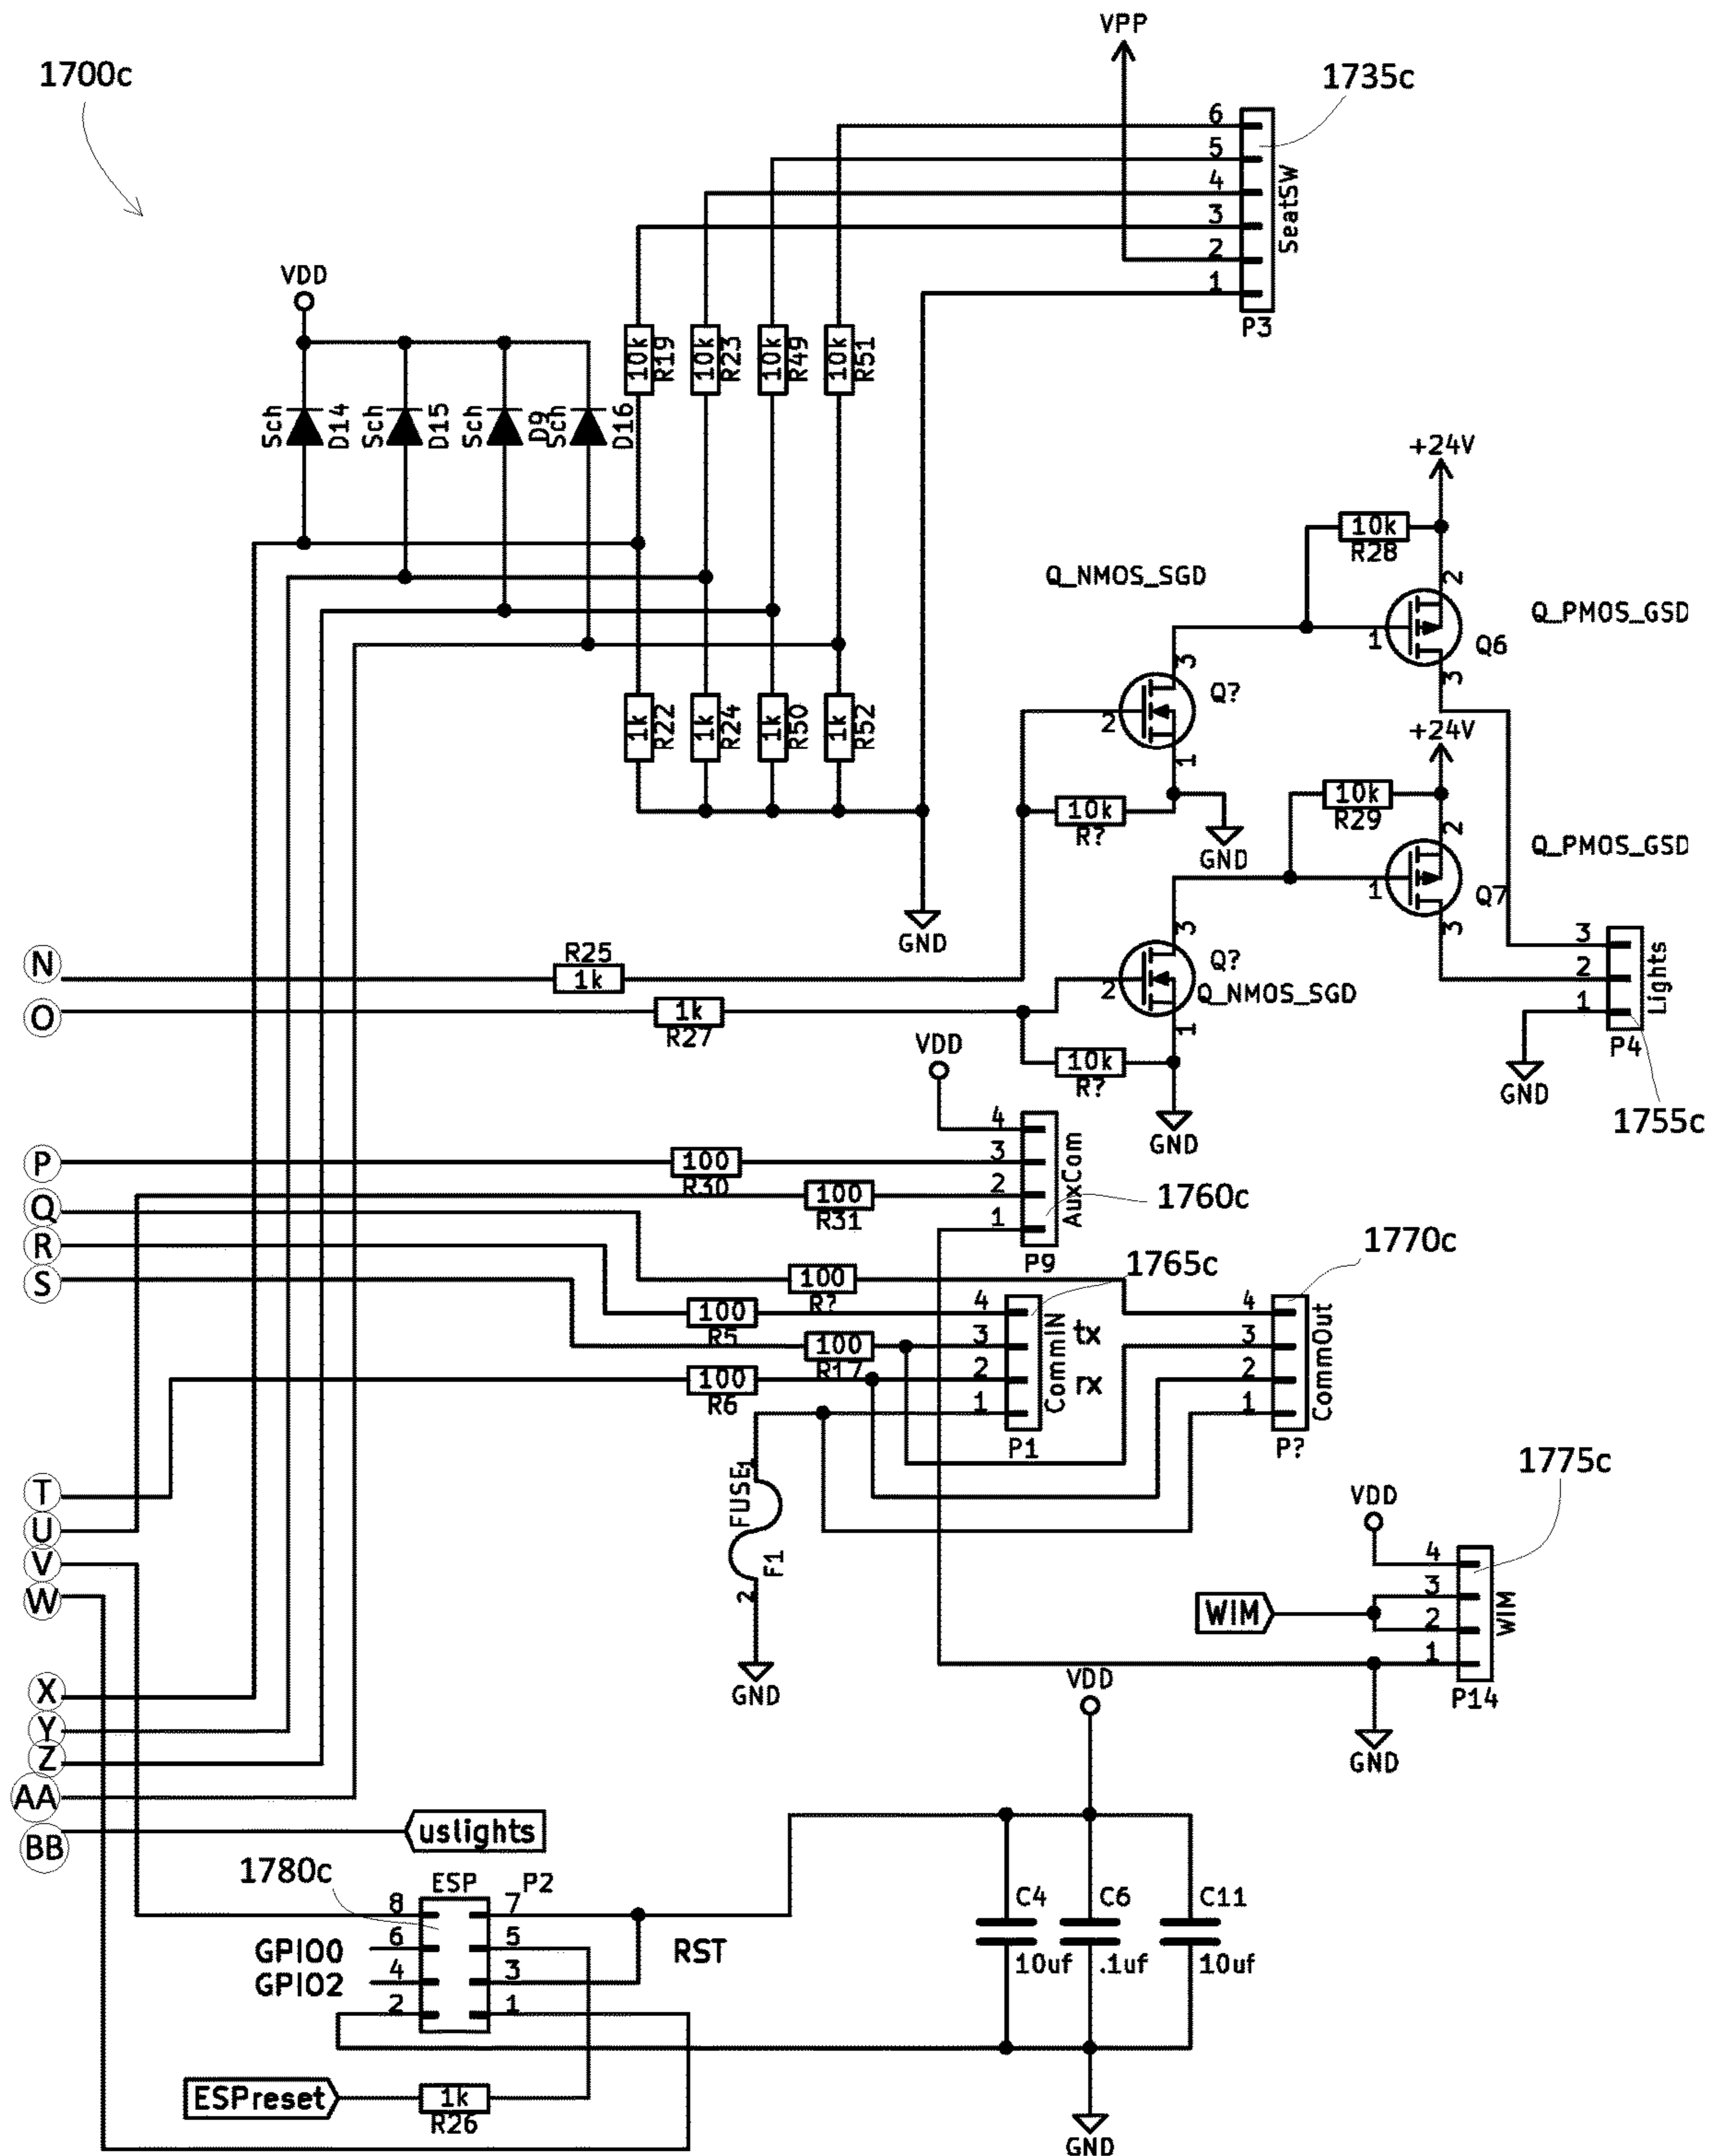 VPP
1700c
1735c
6
5
4
3
2
1
SeatSW
P3
VDD
10k
R19
10k
R23
10k
R49
10k
R51
Sch
D14
Sch
D15
Sch
D9
Sch
D16
+24V
10k
R28
Q_NMOS_SGD
2
Q_PMOS_GSD
1
Q6
3
3
Q?
2
1
+24V
1k
R22
1k
R24
1k
R50
1k
R52
10k
R?
GND
10k
R29
2
Q_PMOS_GSD
1
Q7
3
GND
3
Q?
Q_NMOS_SGD
2
1
3
2
1
Lights
P4
GND
1755c
N
R25
1k
O
1k
R27
VDD
10k
R?
GND
4
3
2
1
AuxCom
P9
1760c
P
100
R30
Q
100
R31
R
S
1765c
1770c
100
R?
100
R5
100
R17
100
R6
4
3
2
1
CommIN
tx
rx
P1
4
3
2
1
CommOut
P?
1775c
T
U
V
W
FUSE
1
F1
2
GND
VDD
4
3
2
1
WIM
WIM
P14
GND
X
Y
Z
AA
BB
uslights
VDD
1780c
ESP
P2
8
7
6
5
4
3
2
1
GPIO0
GPIO2
RST
C4
10uf
C6
.1uf
C11
10uf
ESPreset
1k
R26
GND